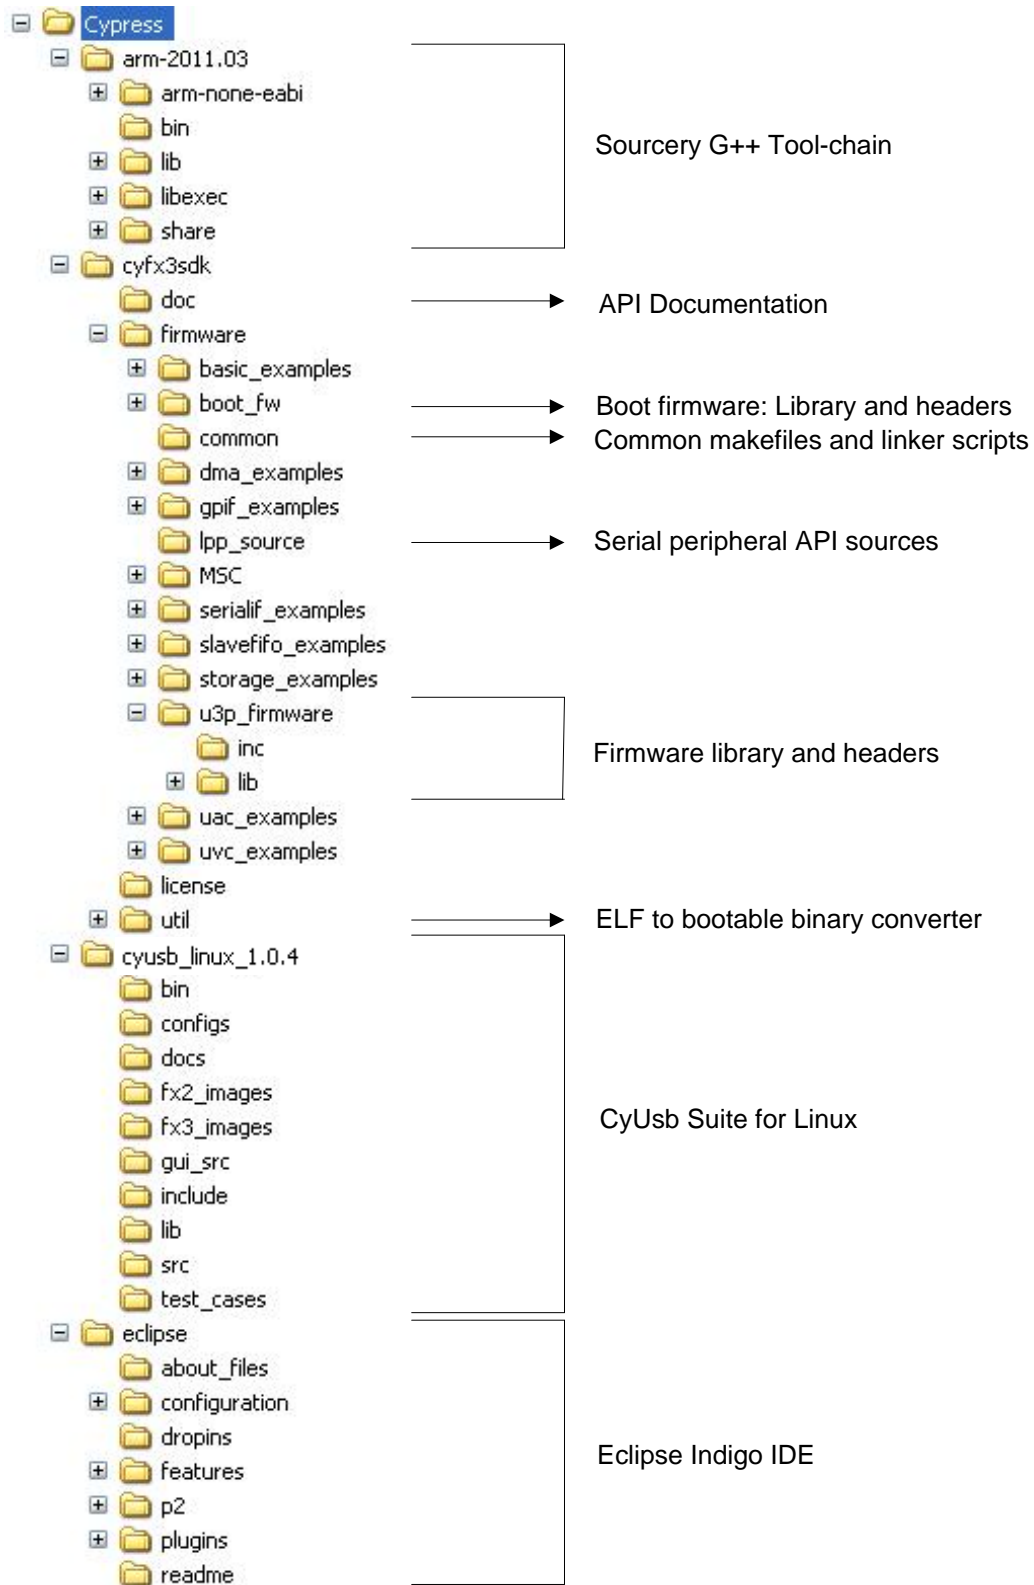 Cypress
arm-2011.03
arm-none-eabi
bin
Sourcery G++ Tool-chain
lib
libexec
share
cyfx3sdk
doc
API Documentation
firmware
basic_examples
boot_fw
Boot firmware: Library and headers
common
Common makefiles and linker scripts
dma_examples
gpif_examples
lpp_source
Serial peripheral API sources
MSC
serialif_examples
slavefifo_examples
storage_examples
u3p_firmware
inc
Firmware library and headers
lib
uac_examples
uvc_examples
license
util
ELF to bootable binary converter
cyusb_linux_1.0.4
bin
configs
docs
fx2_images
fx3_images
CyUsb Suite for Linux
gui_src
include
lib
src
test_cases
eclipse
about_files
configuration
dropins
Eclipse Indigo IDE
features
p2
plugins
readme